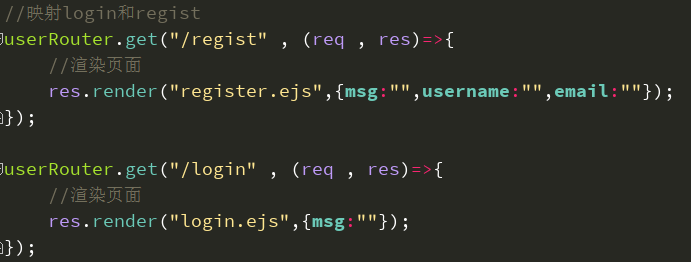 //映射login和regist
userRouter.get("/regist" , (req , res)=>{
//渲染页面
res.render("register.ejs",{msg:"",username:"",email:""});
});
userRouter.get("/login" , (req , res)=>{
//渲染页面
res.render("login.ejs",{msg:""});
});